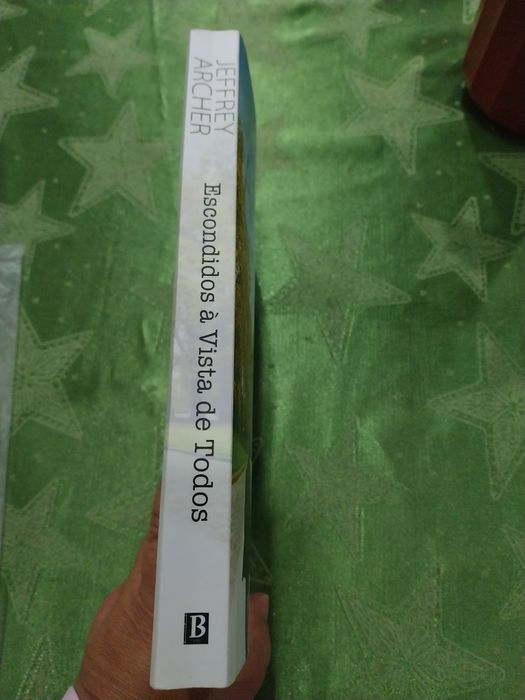 JEFFREY
ARCHER
Escondidos à Vista de Todos
B